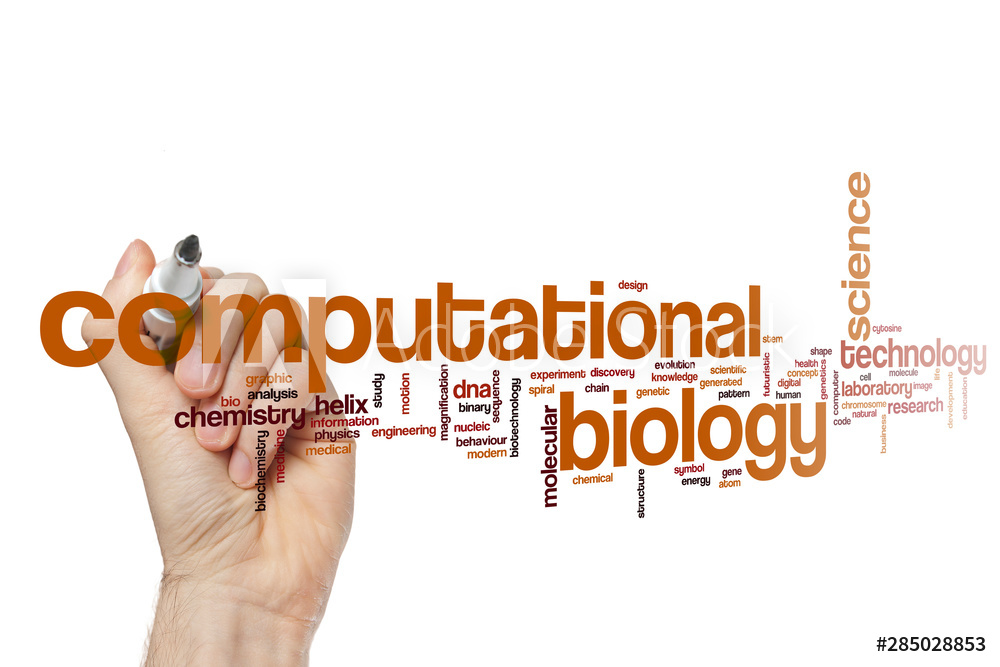 science
design
computational
Adobe Stock
stem
cytosine
technology
shape
health
concept
genetics
futuristic
digital
human
computer
cell
molecule
life
laboratory
image
chromosome
natural
research
code
business
development
education
evolution
knowledge
scientific
generated
genetic
pattern
experiment
discovery
spiral
chain
graphic
analysis
bio
study
motion
magnification
dna
binary
sequence
biotechnology
chemistry
helix
information
physics
medical
engineering
nucleic
behaviour
modern
biochemistry
medicine
molecular
biology
chemical
structure
symbol
energy
gene
atom
#285028853